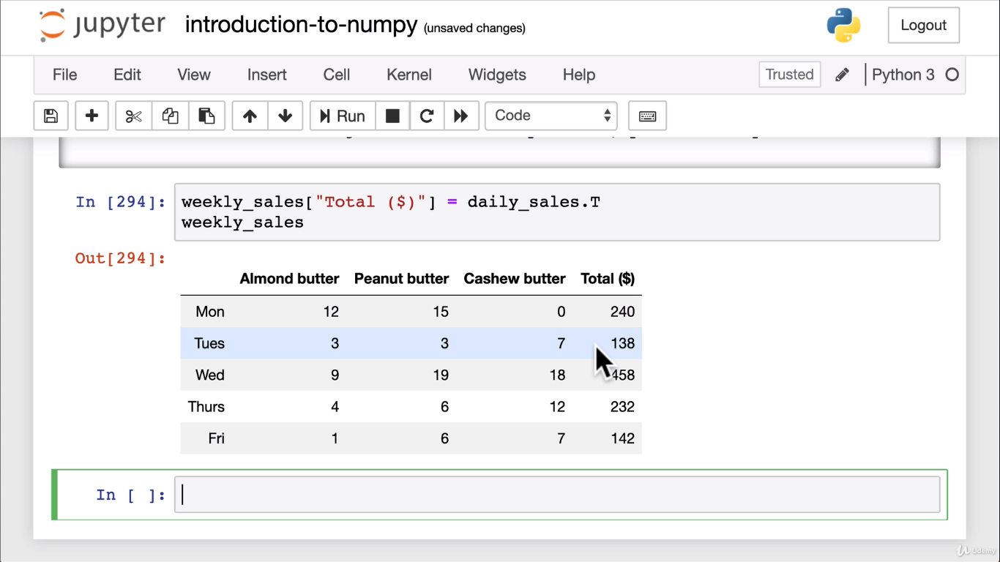 jupyter introduction-to-numpy (unsaved changes) Logout
File Edit View Insert Cell Kernel Widgets Help Trusted Python 3
Run Code
In [294]: weekly_sales["Total ($)"] = daily_sales.T
weekly_sales
Out[294]:
Almond butter Peanut butter Cashew butter Total ($)
Mon 12 15 0 240
Tues 3 3 7 138
Wed 9 19 18 458
Thurs 4 6 12 232
Fri 1 6 7 142
In [ ]:
Udemy